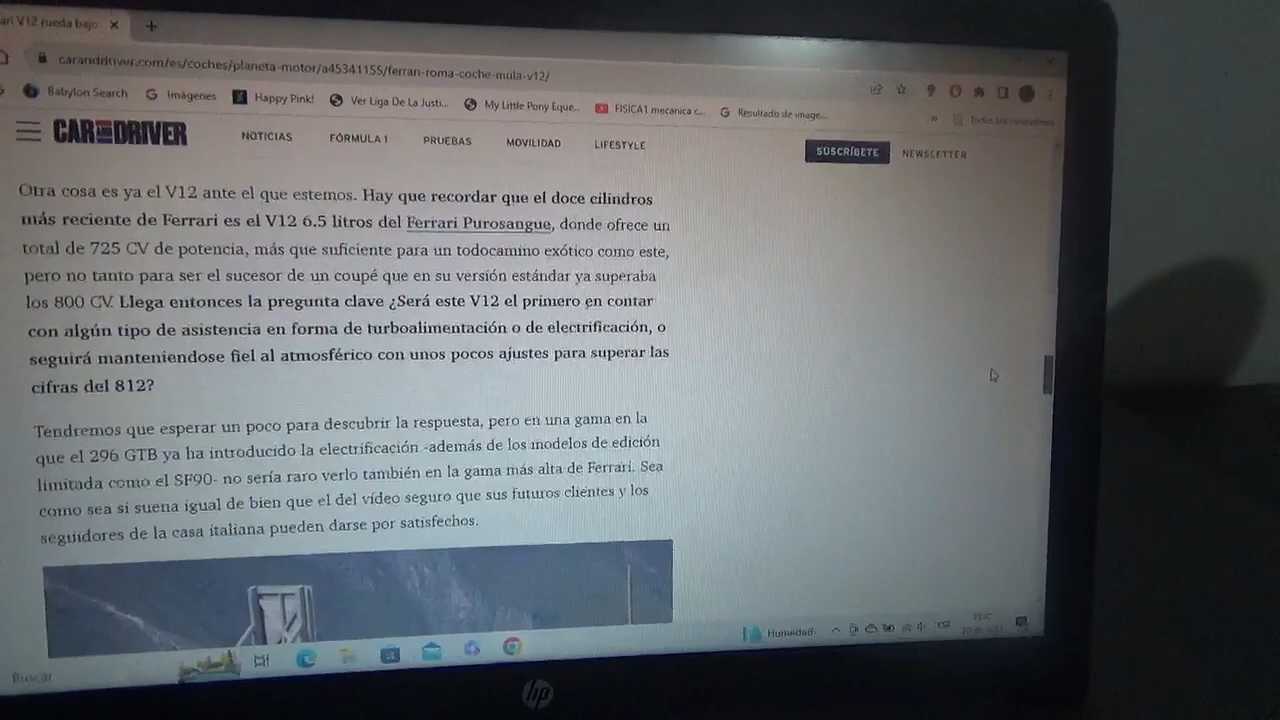 V12 rueda bajo
caranddriver.com/es/coches/planeta-motor/a45341155/ferrari-roma-coche-mula-v12/
Babylon Search Imágenes Happy Pink! Ver Liga De La Justi... My Little Pony Eque... FISICA1 mecanica c... Resultado de image...
CAR AND DRIVER NOTICIAS FÓRMULA 1 PRUEBAS MOVILIDAD LIFESTYLE SUSCRÍBETE NEWSLETTER
Otra cosa es ya el V12 ante el que estemos. Hay que recordar que el doce cilindros
más reciente de Ferrari es el V12 6.5 litros del Ferrari Purosangue, donde ofrece un
total de 725 CV de potencia, más que suficiente para un todocamino exótico como este,
pero no tanto para ser el sucesor de un coupé que en su versión estándar ya superaba
los 800 CV. Llega entonces la pregunta clave ¿Será este V12 el primero en contar
con algún tipo de asistencia en forma de turboalimentación o de electrificación, o
seguirá manteniendose fiel al atmosférico con unos pocos ajustes para superar las
cifras del 812?
Tendremos que esperar un poco para descubrir la respuesta, pero en una gama en la
que el 296 GTB ya ha introducido la electrificación -además de los modelos de edición
limitada como el SF90- no sería raro verlo también en la gama más alta de Ferrari. Sea
como sea si suena igual de bien que el del vídeo seguro que sus futuros clientes y los
seguidores de la casa italiana pueden darse por satisfechos.
Buscar Humedad
hp